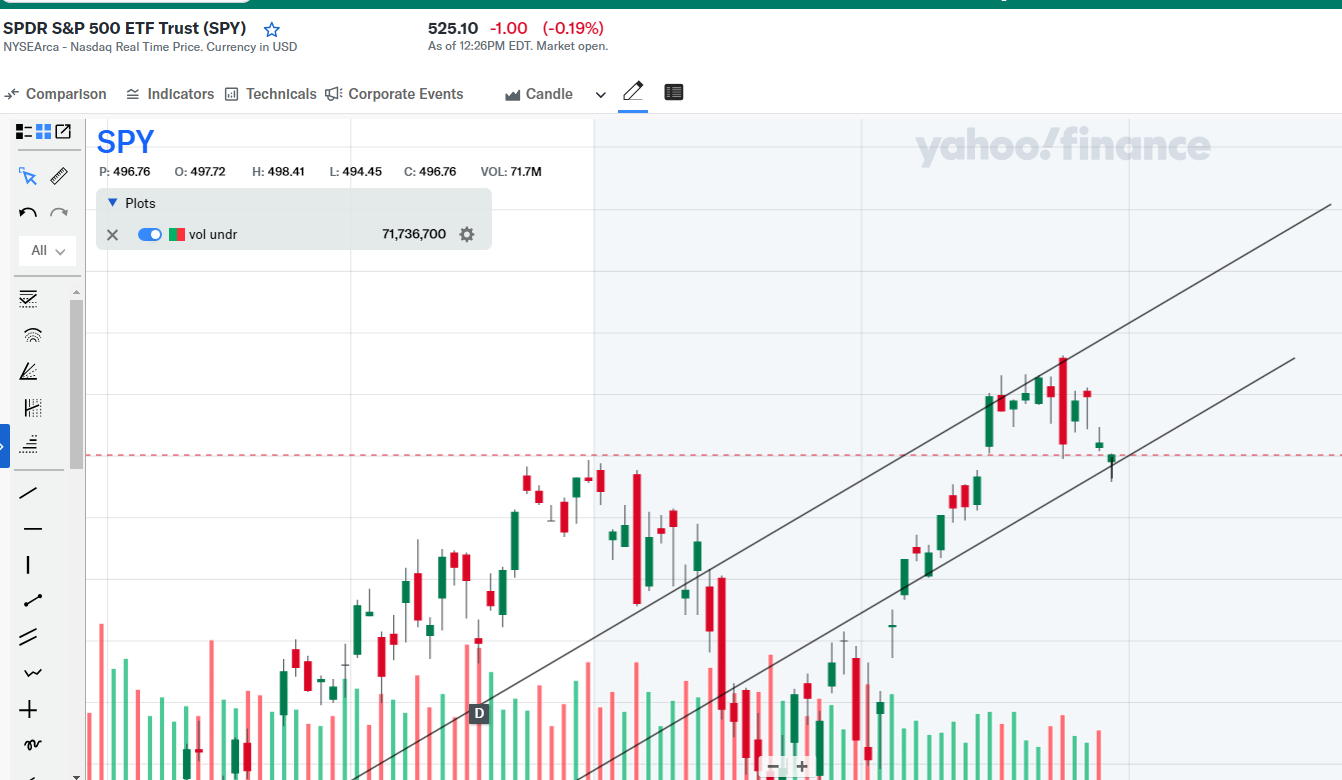 SPDR S&P 500 ETF Trust (SPY)
525.10 -1.00 (-0.19%)
NYSEArca - Nasdaq Real Time Price. Currency in USD
As of 12:26PM EDT. Market open.
Comparison Indicators Technicals Corporate Events Candle
SPY
yahoo!finance
P: 496.76 O: 497.72 H: 498.41 L: 494.45 C: 496.76 VOL: 71.7M
Plots
vol undr 71,736,700
All
D